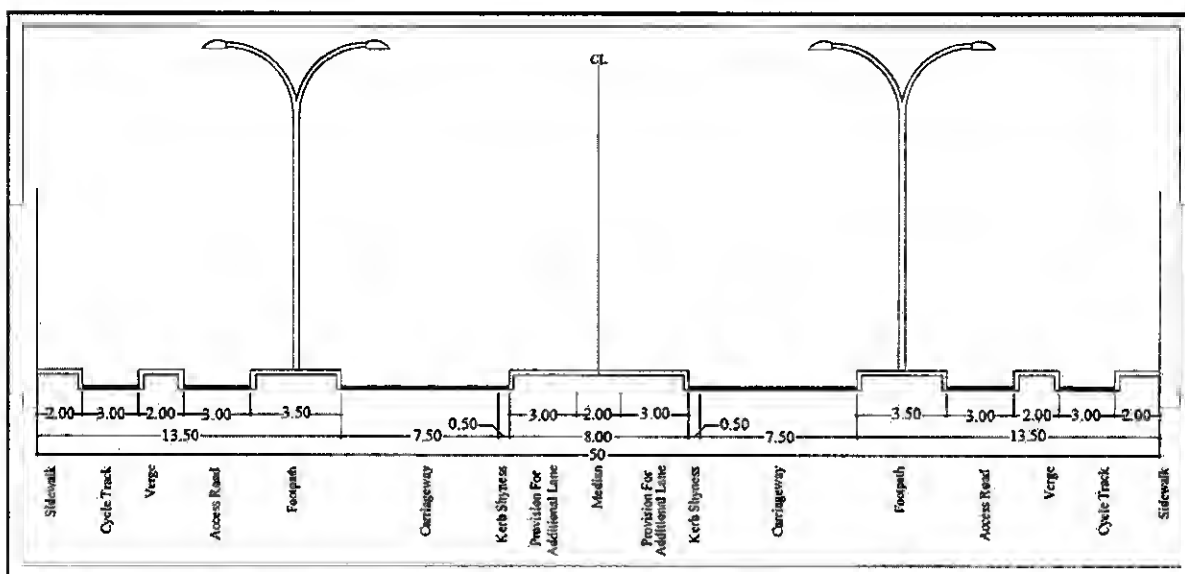 CL
2.00 3.00 2.00 3.00 3.50 0.50 3.00 2.00 3.00 0.50 3.50 3.00 2.00 3.00 2.00
13.50 7.50 8.00 7.50 13.50
50
Sidewalk
Cycle Track
Verge
Access Road
Footpath
Carriageway
Kerb Shyness
Provision For
Additional Lane
Median
Provision For
Additional Lane
Kerb Shyness
Carriageway
Footpath
Access Road
Verge
Cycle Track
Sidewalk